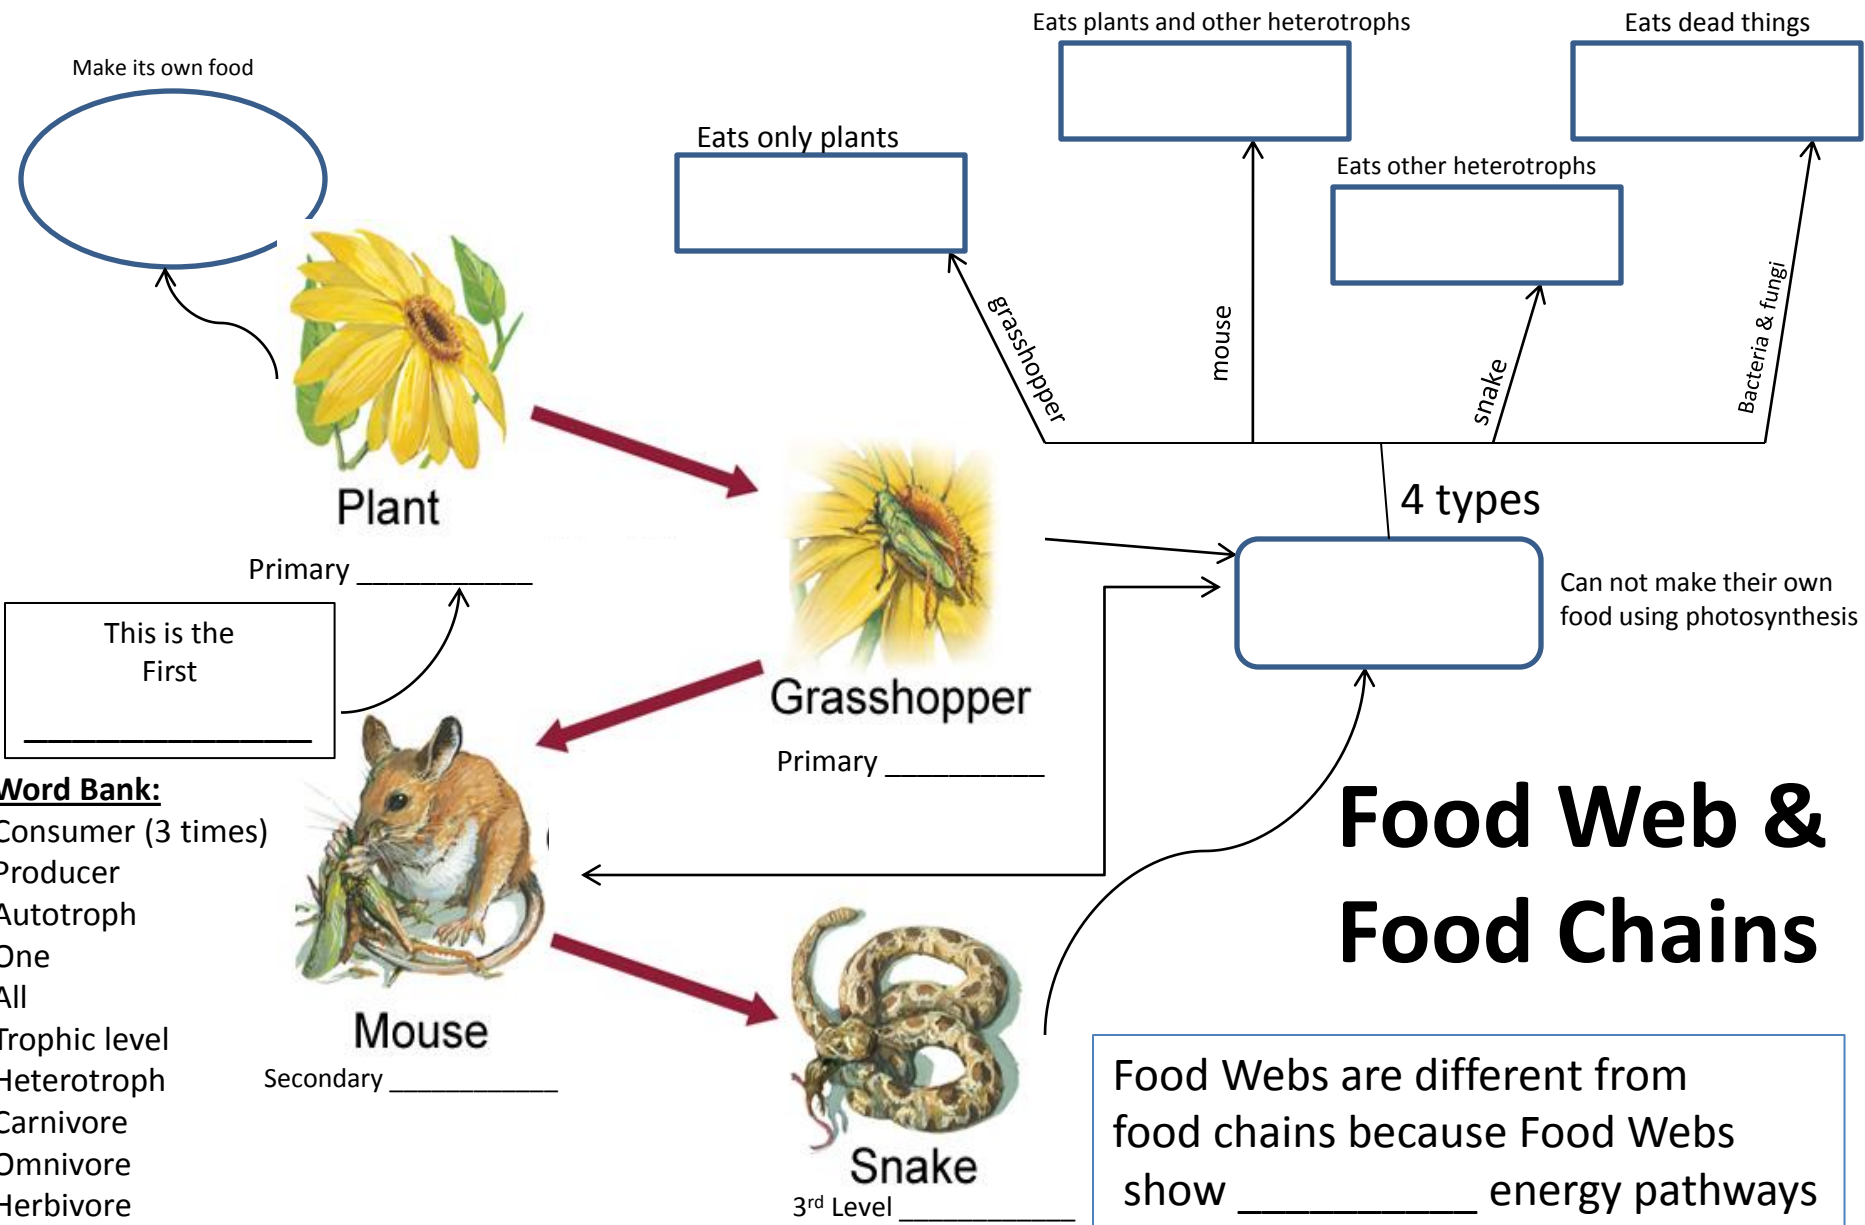 Make its own food
Eats only plants
Eats plants and other heterotrophs
Eats dead things
Eats other heterotrophs
grasshopper
mouse
snake
Bacteria & fungi
4 types
Can not make their own
food using photosynthesis
Plant
Primary ___________
This is the
First
_______________
Grasshopper
Primary __________
Mouse
Secondary ____________
Snake
3rd Level ____________
Word Bank:
Consumer (3 times)
Producer
Autotroph
One
All
Trophic level
Heterotroph
Carnivore
Omnivore
Herbivore
Food Web &
Food Chains
Food Webs are different from
food chains because Food Webs
show ___________ energy pathways